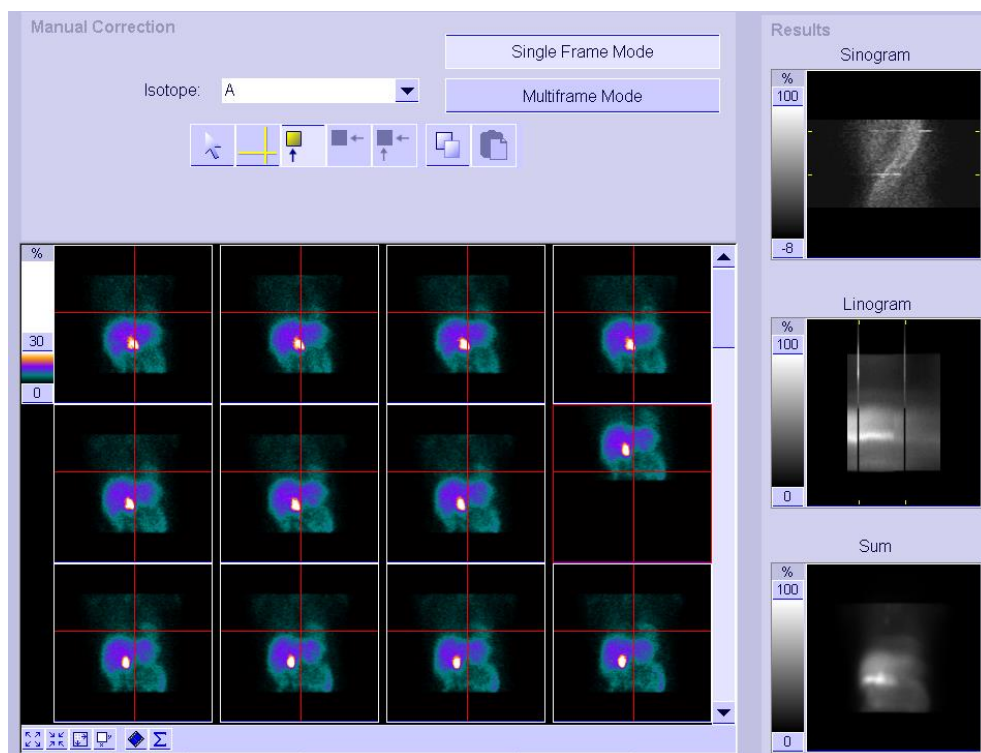 Manual Correction
Single Frame Mode
Isotope: A
Multiframe Mode
%
30
0
Results
Sinogram
%
100
-8
Linogram
%
100
0
Sum
%
100
0